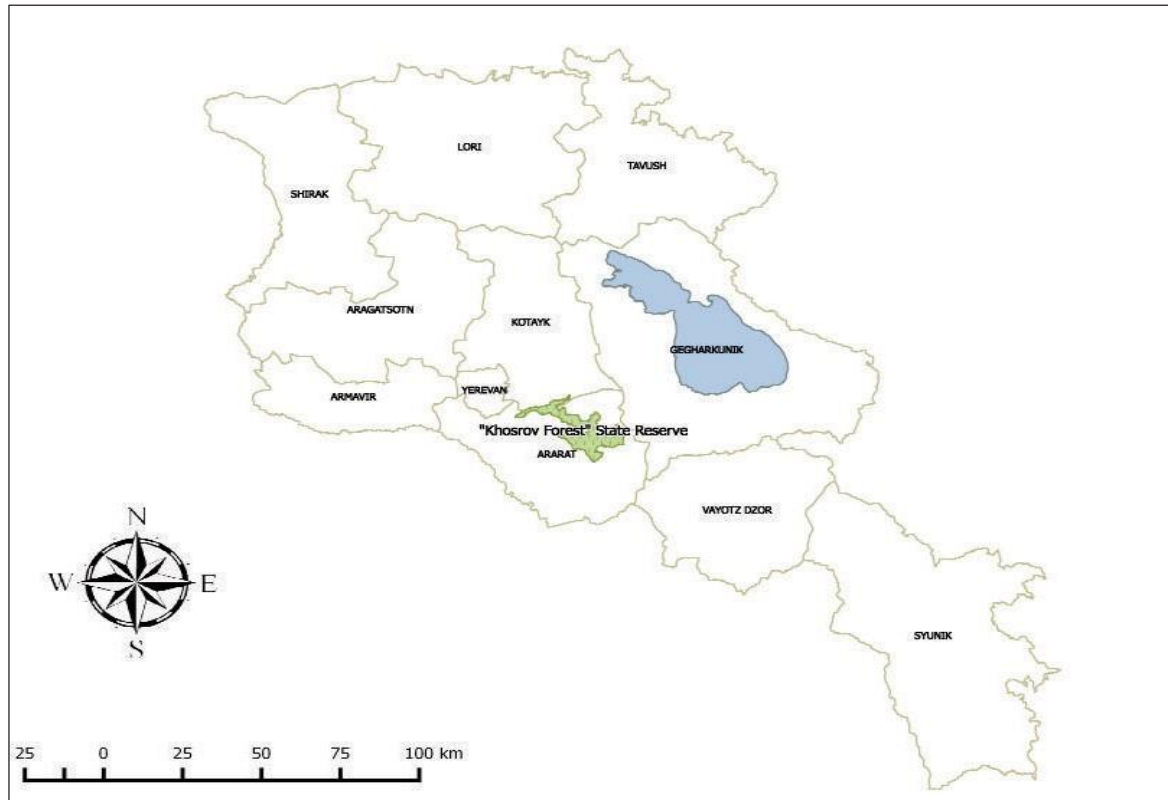 LORI
TAVUSH
SHIRAK
ARAGATSOTN
KOTAYK
GEGHARKUNIK
YEREVAN
ARMAVIR
"Khosrov Forest" State Reserve
ARARAT
VAYOTZ DZOR
N
W E
S
SYUNIK
25 0 25 50 75 100 km